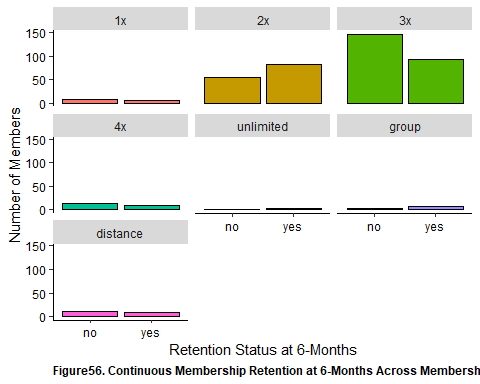 1x 2x 3x
150
100
50
0
4x unlimited group
150
100
50
0
no yes no yes
distance
150
100
50
0
no yes
Number of Members
Retention Status at 6-Months
Figure56. Continuous Membership Retention at 6-Months Across Membersh